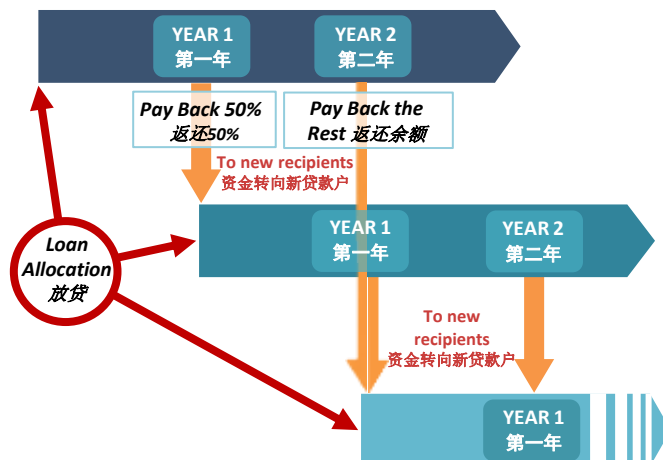 YEAR 1
第一年
YEAR 2
第二年
Pay Back 50%
返还50%
Pay Back the
Rest 返还余额
To new recipients
资金转向新贷款户
YEAR 1
第一年
YEAR 2
第二年
Loan
Allocation
放贷
To new
recipients
资金转向新贷款户
YEAR 1
第一年